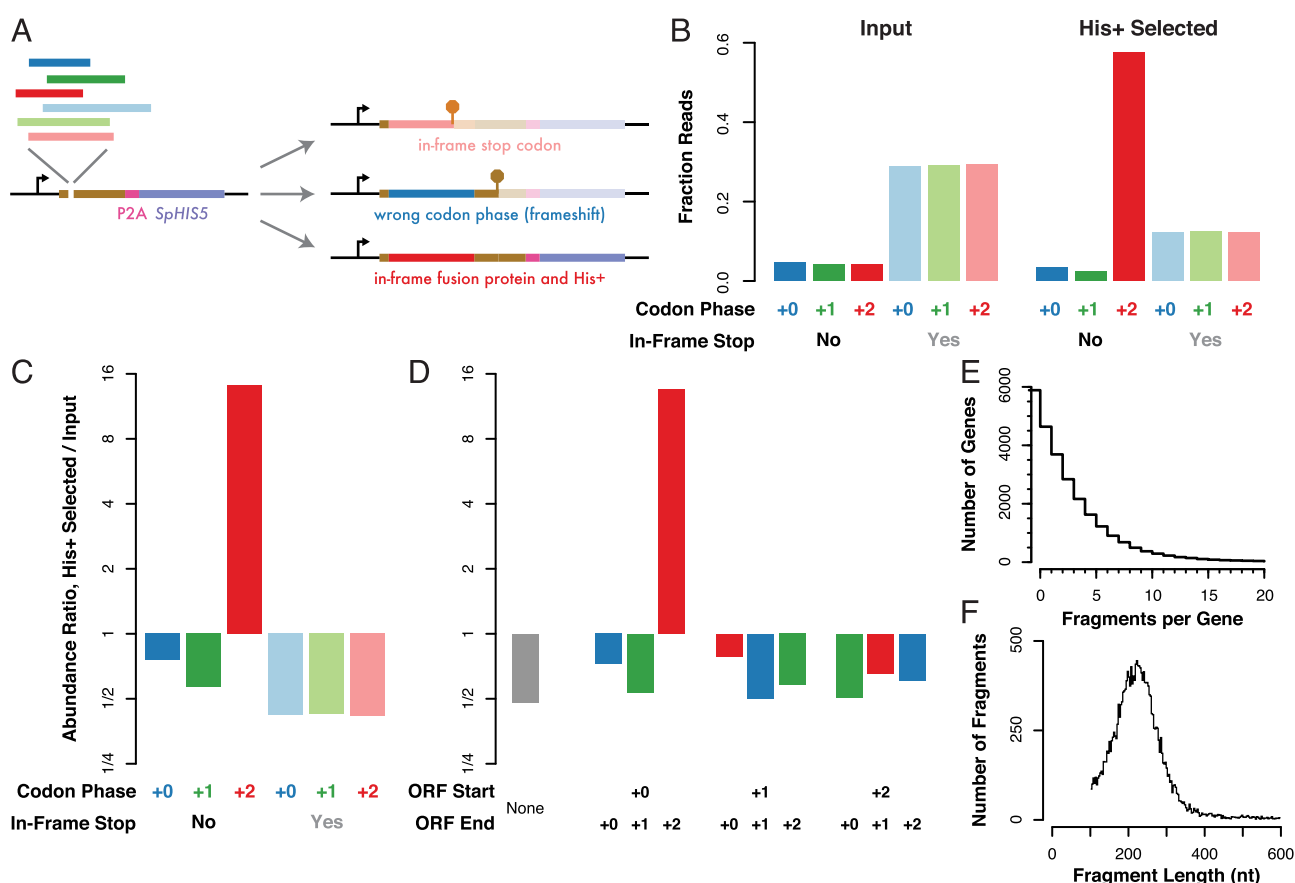 A
P2A SpHIS5
in-frame stop codon
wrong codon phase (frameshift)
in-frame fusion protein and His+
B
Input
His+ Selected
Fraction Reads
0.6
0.4
0.2
0.0
Codon Phase +0 +1 +2 +0 +1 +2 +0 +1 +2 +0 +1 +2
In-Frame Stop No Yes No Yes
C
Abundance Ratio, His+ Selected / Input
16
8
4
2
1
1/2
1/4
Codon Phase +0 +1 +2 +0 +1 +2
In-Frame Stop No Yes
D
16
8
4
2
1
1/2
1/4
ORF Start +0 +1 +2
None
ORF End +0 +1 +2 +0 +1 +2 +0 +1 +2
E
Number of Genes
6000
4000
2000
0
0 5 10 15 20
Fragments per Gene
F
Number of Fragments
500
250
0
0 200 400 600
Fragment Length (nt)